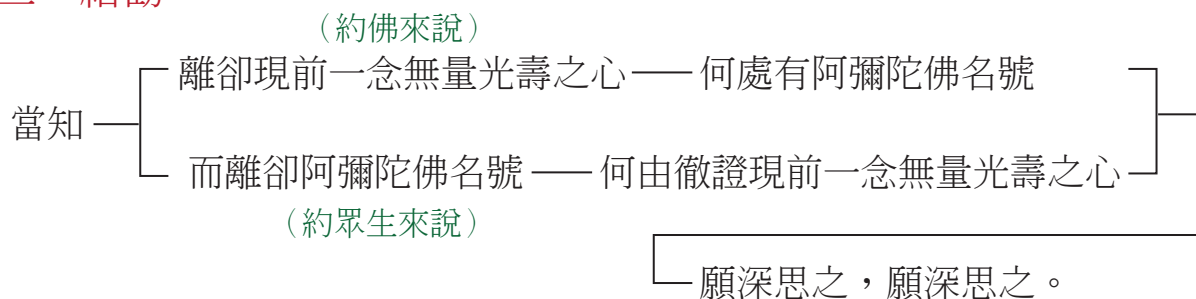 結勸
（約佛來說）
離卻現前一念無量光壽之心 何處有阿彌陀佛名號
當知
而離卻阿彌陀佛名號 何由徹證現前一念無量光壽之心
（約眾生來說）
願深思之，願深思之。